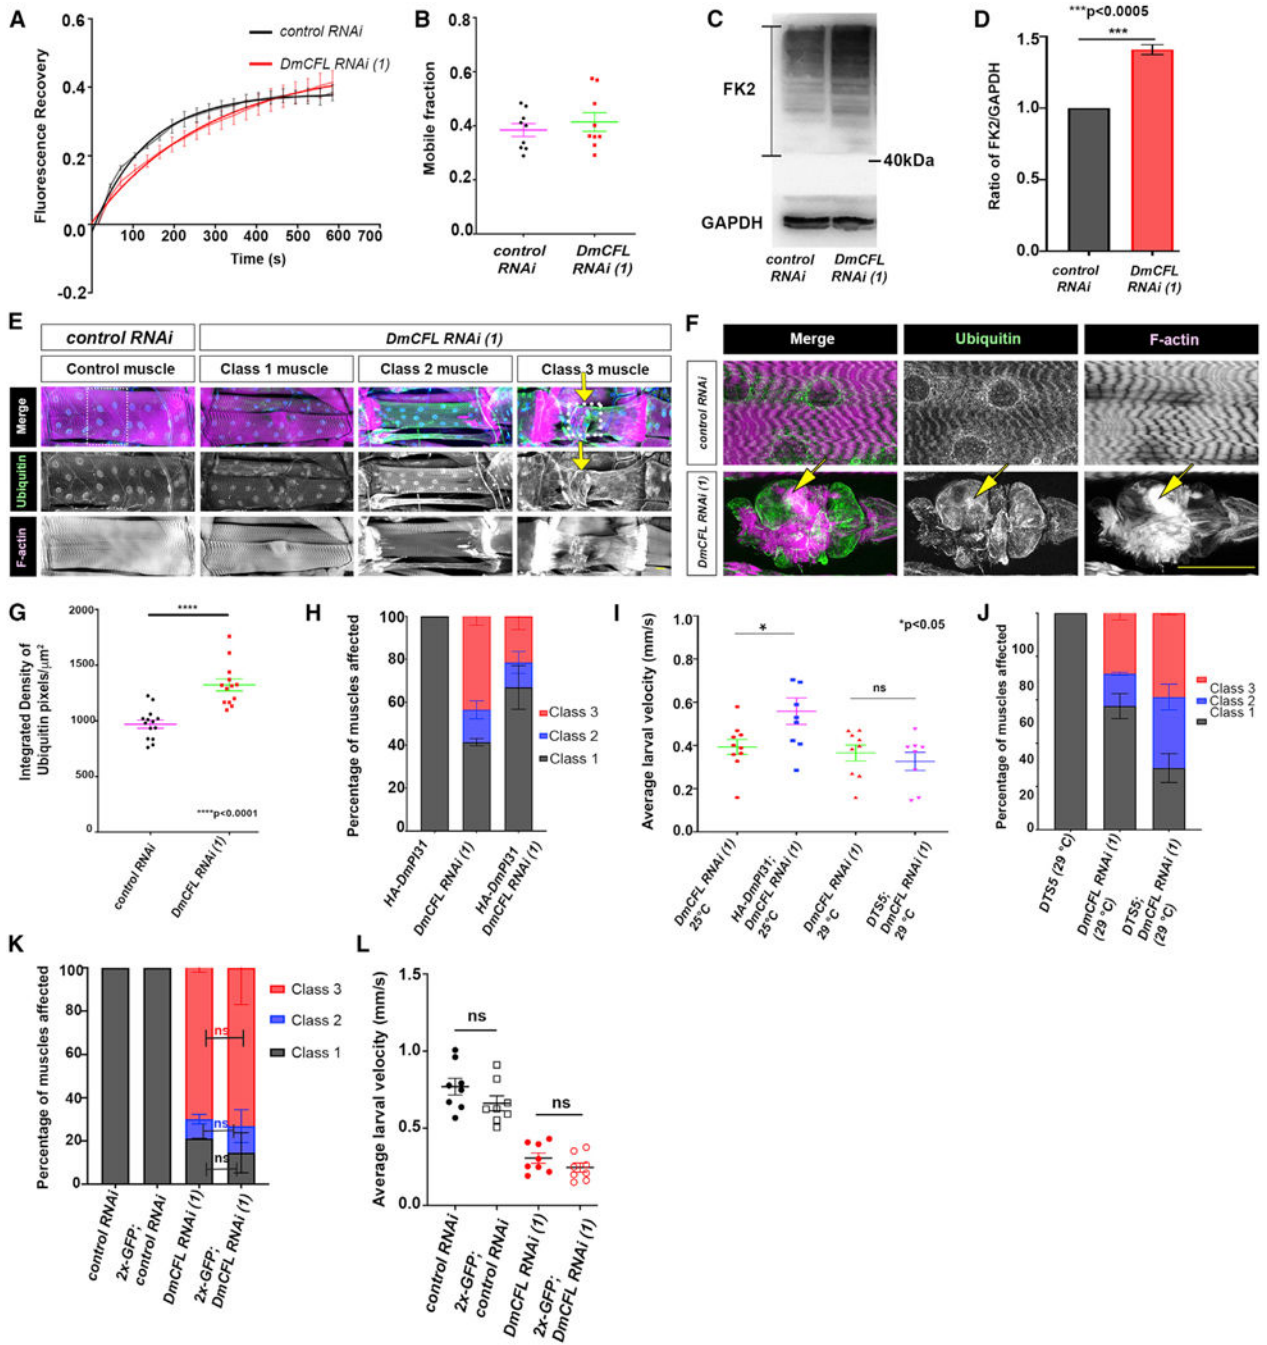 A
0.6
0.4
0.2
0.0
-0.2
Fluorescence Recovery
control RNAi
DmCFL RNAi (1)
100 200 300 400 500 600 700
Time (s)
B
0.8
0.6
0.4
0.2
0.0
Mobile fraction
control
RNAi
DmCFL
RNAi (1)
C
FK2
40kDa
GAPDH
control
RNAi
DmCFL
RNAi (1)
D
***p<0.0005
***
1.5
1.0
0.5
0.0
Ratio of FK2/GAPDH
control
RNAi
DmCFL
RNAi (1)
E
control RNAi
DmCFL RNAi (1)
Control muscle
Class 1 muscle
Class 2 muscle
Class 3 muscle
Merge
Ubiquitin
F-actin
F
Merge
Ubiquitin
F-actin
control RNAi
DmCFL RNAi (1)
G
2000
1500
1000
500
0
Integrated Density of
Ubiquitin pixels/μm²
****
****p<0.0001
control RNAi
DmCFL RNAi (1)
H
100
80
60
40
20
0
Percentage of muscles affected
Class 3
Class 2
Class 1
HA-DmPI31
DmCFL RNAi (1)
HA-DmPI31
DmCFL RNAi (1)
I
1.0
0.8
0.6
0.4
0.2
0.0
Average larval velocity (mm/s)
*
*p<0.05
ns
DmCFL RNAi (1)
25°C
HA-DmPI31;
DmCFL RNAi (1)
25°C
DmCFL RNAi (1)
29 °C
DTS5;
DmCFL RNAi (1)
29 °C
J
100
80
60
40
20
0
Percentage of muscles affected
Class 3
Class 2
Class 1
DTS5 (29 °C)
DmCFL RNAi (1)
(29 °C)
DTS5;
DmCFL RNAi (1)
(29 °C)
K
100
80
60
40
20
0
Percentage of muscles affected
ns
ns
ns
Class 3
Class 2
Class 1
control RNAi
2x-GFP;
control RNAi
DmCFL RNAi (1)
2x-GFP;
DmCFL RNAi (1)
L
1.5
1.0
0.5
0.0
Average larval velocity (mm/s)
ns
ns
control RNAi
2x-GFP;
control RNAi
DmCFL RNAi (1)
2x-GFP;
DmCFL RNAi (1)